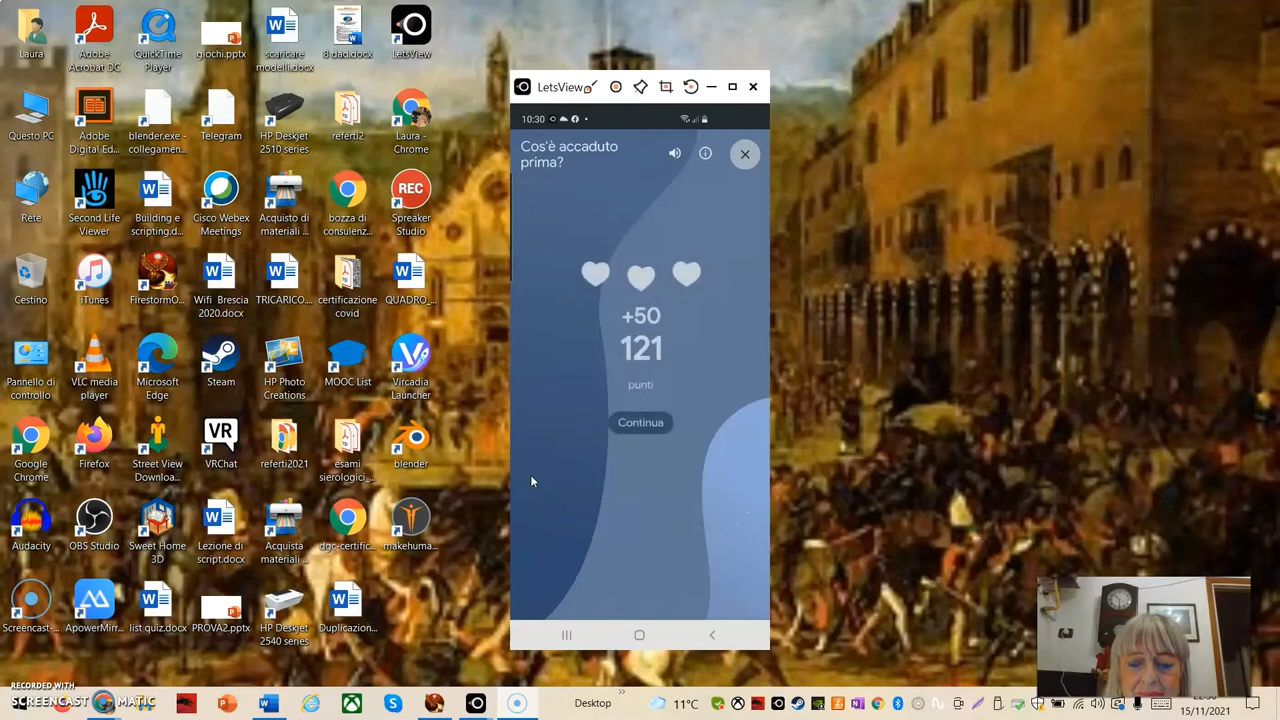 Laura
Adobe
Acrobat DC
QuickTime
Player
giochi.pptx
scaricare
modelli.docx
8.dad.docx
LetsView
Questo PC
Adobe
Digital Ed...
blender.exe -
collegamen...
Telegram
HP Deskjet
2510 series
referti2
Laura -
Chrome
Rete
Second Life
Viewer
Building e
scripting.d...
Cisco Webex
Meetings
Acquisto di
materiali ...
bozza di
consulenz...
REC
Spreaker
Studio
Cestino
iTunes
FirestormO...
Wifi Brescia
2020.docx
TRICARICO....
certificazione
covid
QUADRO_...
Pannello di
controllo
VLC media
player
Microsoft
Edge
Steam
HP Photo
Creations
MOOC List
Vircadia
Launcher
Google
Chrome
Firefox
Street View
Downloa...
VR
VRChat
referti2021
esami
sierologici_...
blender
Audacity
OBS Studio
Sweet Home
3D
Lezione di
script.docx
Acquista
materiali ...
dgc-certific...
makehuma...
Screencast-...
ApowerMirr...
list quiz.docx
PROVA2.pptx
HP Deskjet
2540 series
Duplicazion...
LetsView
10:30
Cos'è accaduto
prima?
+50
121
punti
Continua
RECORDED WITH
SCREENCAST MATIC
Desktop
11°C
15/11/2021